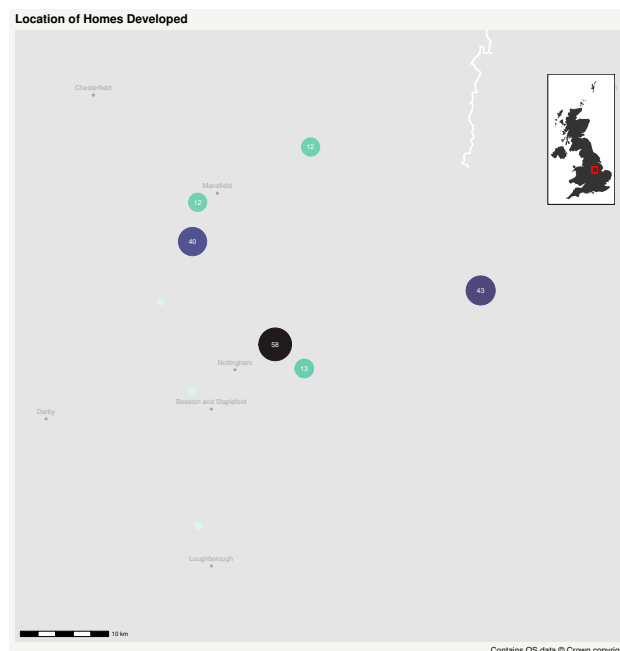 Location of Homes Developed
Chesterfield
12
Mansfield
12
40
43
58
Nottingham
13
Beeston and Stapleford
Derby
Loughborough
10 km
Contains OS data © Crown copyrig